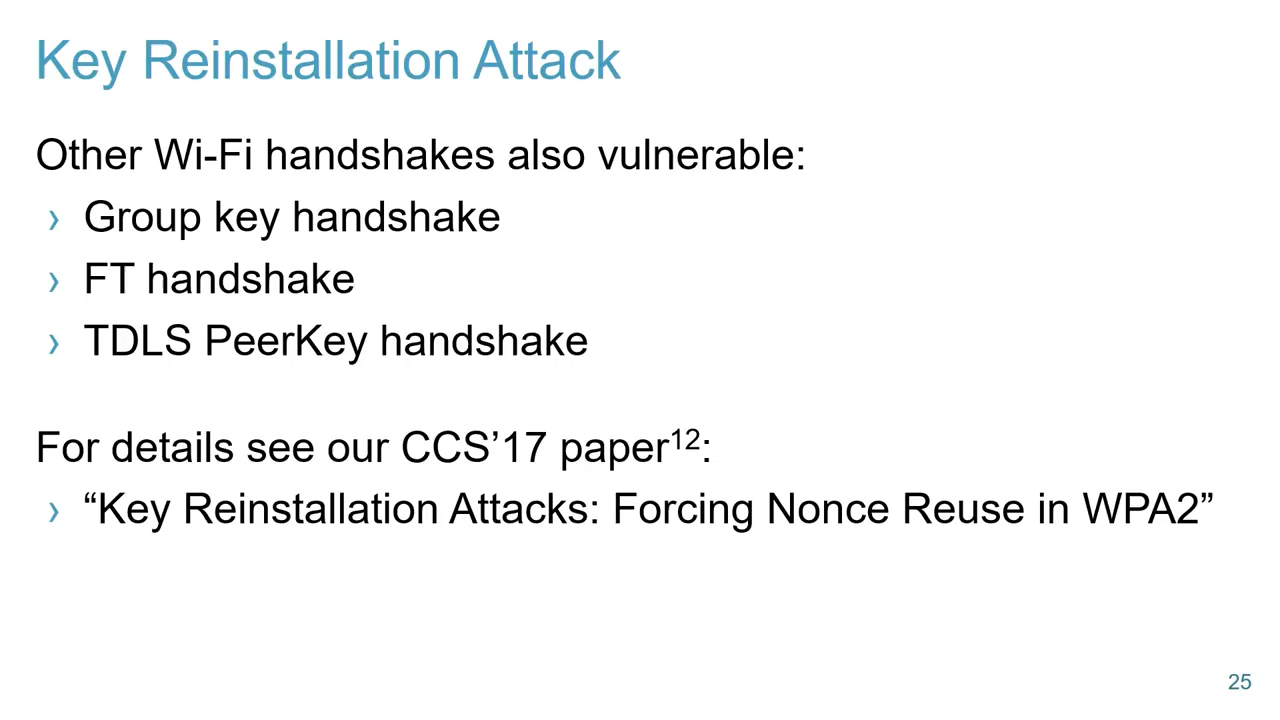 Key Reinstallation Attack
Other Wi-Fi handshakes also vulnerable:
› Group key handshake
› FT handshake
› TDLS PeerKey handshake
For details see our CCS’17 paper¹²:
› “Key Reinstallation Attacks: Forcing Nonce Reuse in WPA2”
25